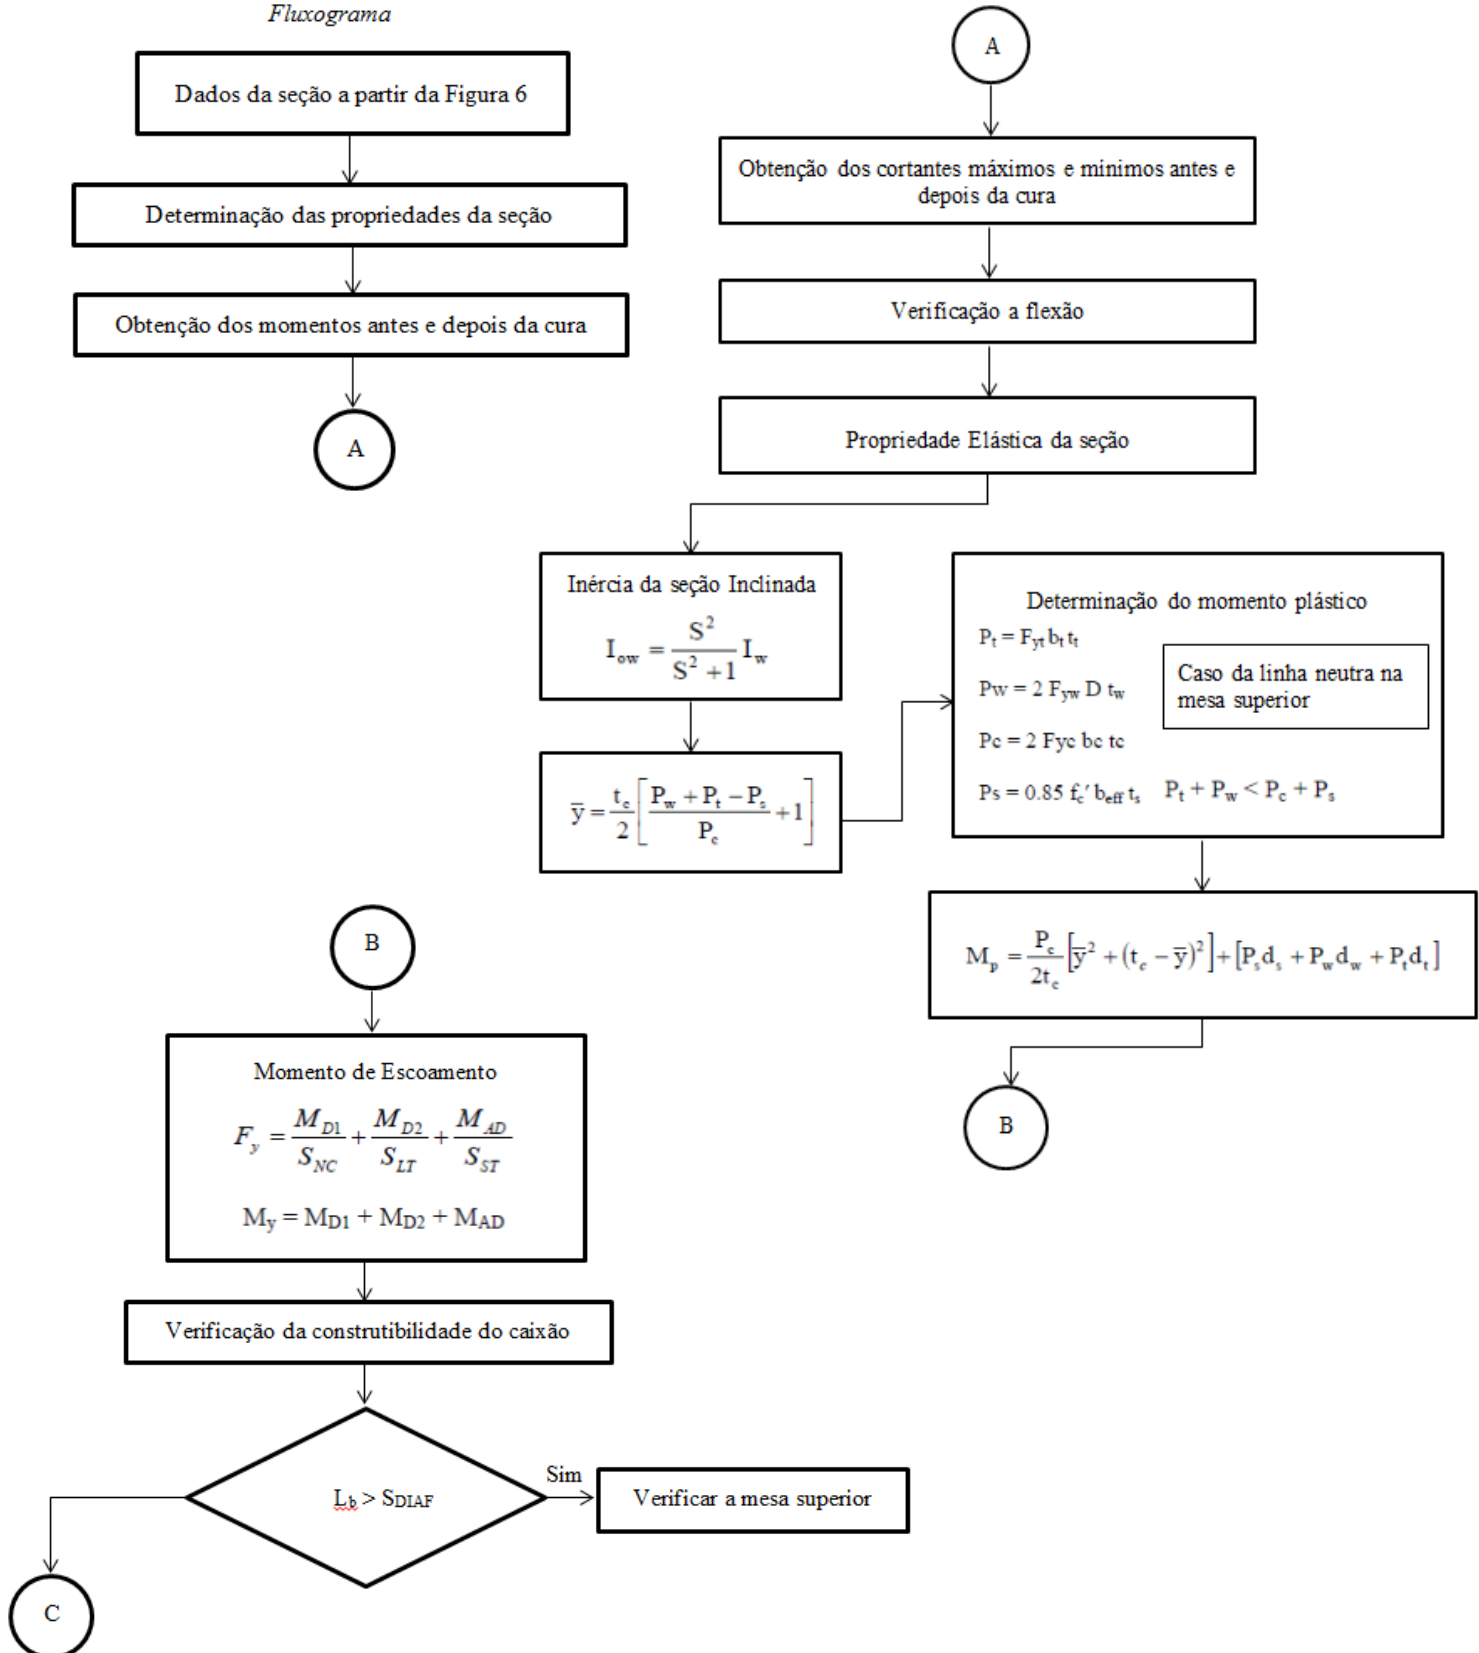 Fluxograma
Dados da seção a partir da Figura 6
Determinação das propriedades da seção
Obtenção dos momentos antes e depois da cura
A
A
Obtenção dos cortantes máximos e minimos antes e
depois da cura
Verificação a flexão
Propriedade Elástica da seção
Inércia da seção Inclinada
I_ow = S² / (S² + 1) I_w
ȳ = t_c / 2 [ (P_w + P_t − P_s) / P_c + 1 ]
Determinação do momento plástico
P_t = F_yt b_t t_t
Caso da linha neutra na
mesa superior
Pw = 2 F_yw D t_w
Pc = 2 Fyc bc tc
Ps = 0.85 f_c′ b_eff t_s P_t + P_w < P_c + P_s
M_p = P_c / 2t_c [ȳ² + (t_c − ȳ)²] + [P_s d_s + P_w d_w + P_t d_t]
B
B
Momento de Escoamento
F_y = M_D1 / S_NC + M_D2 / S_LT + M_AD / S_ST
M_y = M_D1 + M_D2 + M_AD
Verificação da construtibilidade do caixão
L_b > S_DIAF
Sim
Verificar a mesa superior
C